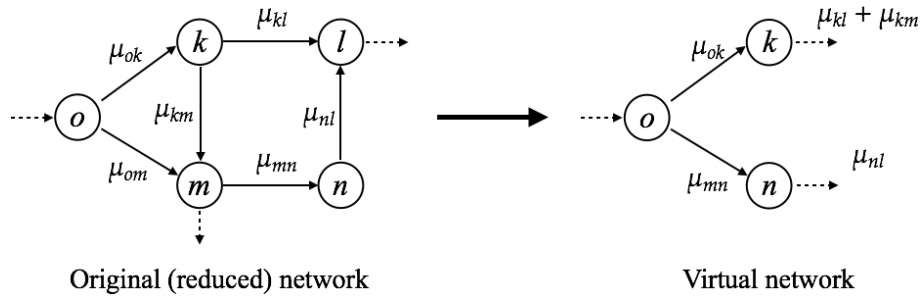 μkl
μkl + μkm
k
l
k
μok
μok
o
μkm
μnl
o
μom
μmn
μmn
μnl
m
n
n
Original (reduced) network
Virtual network